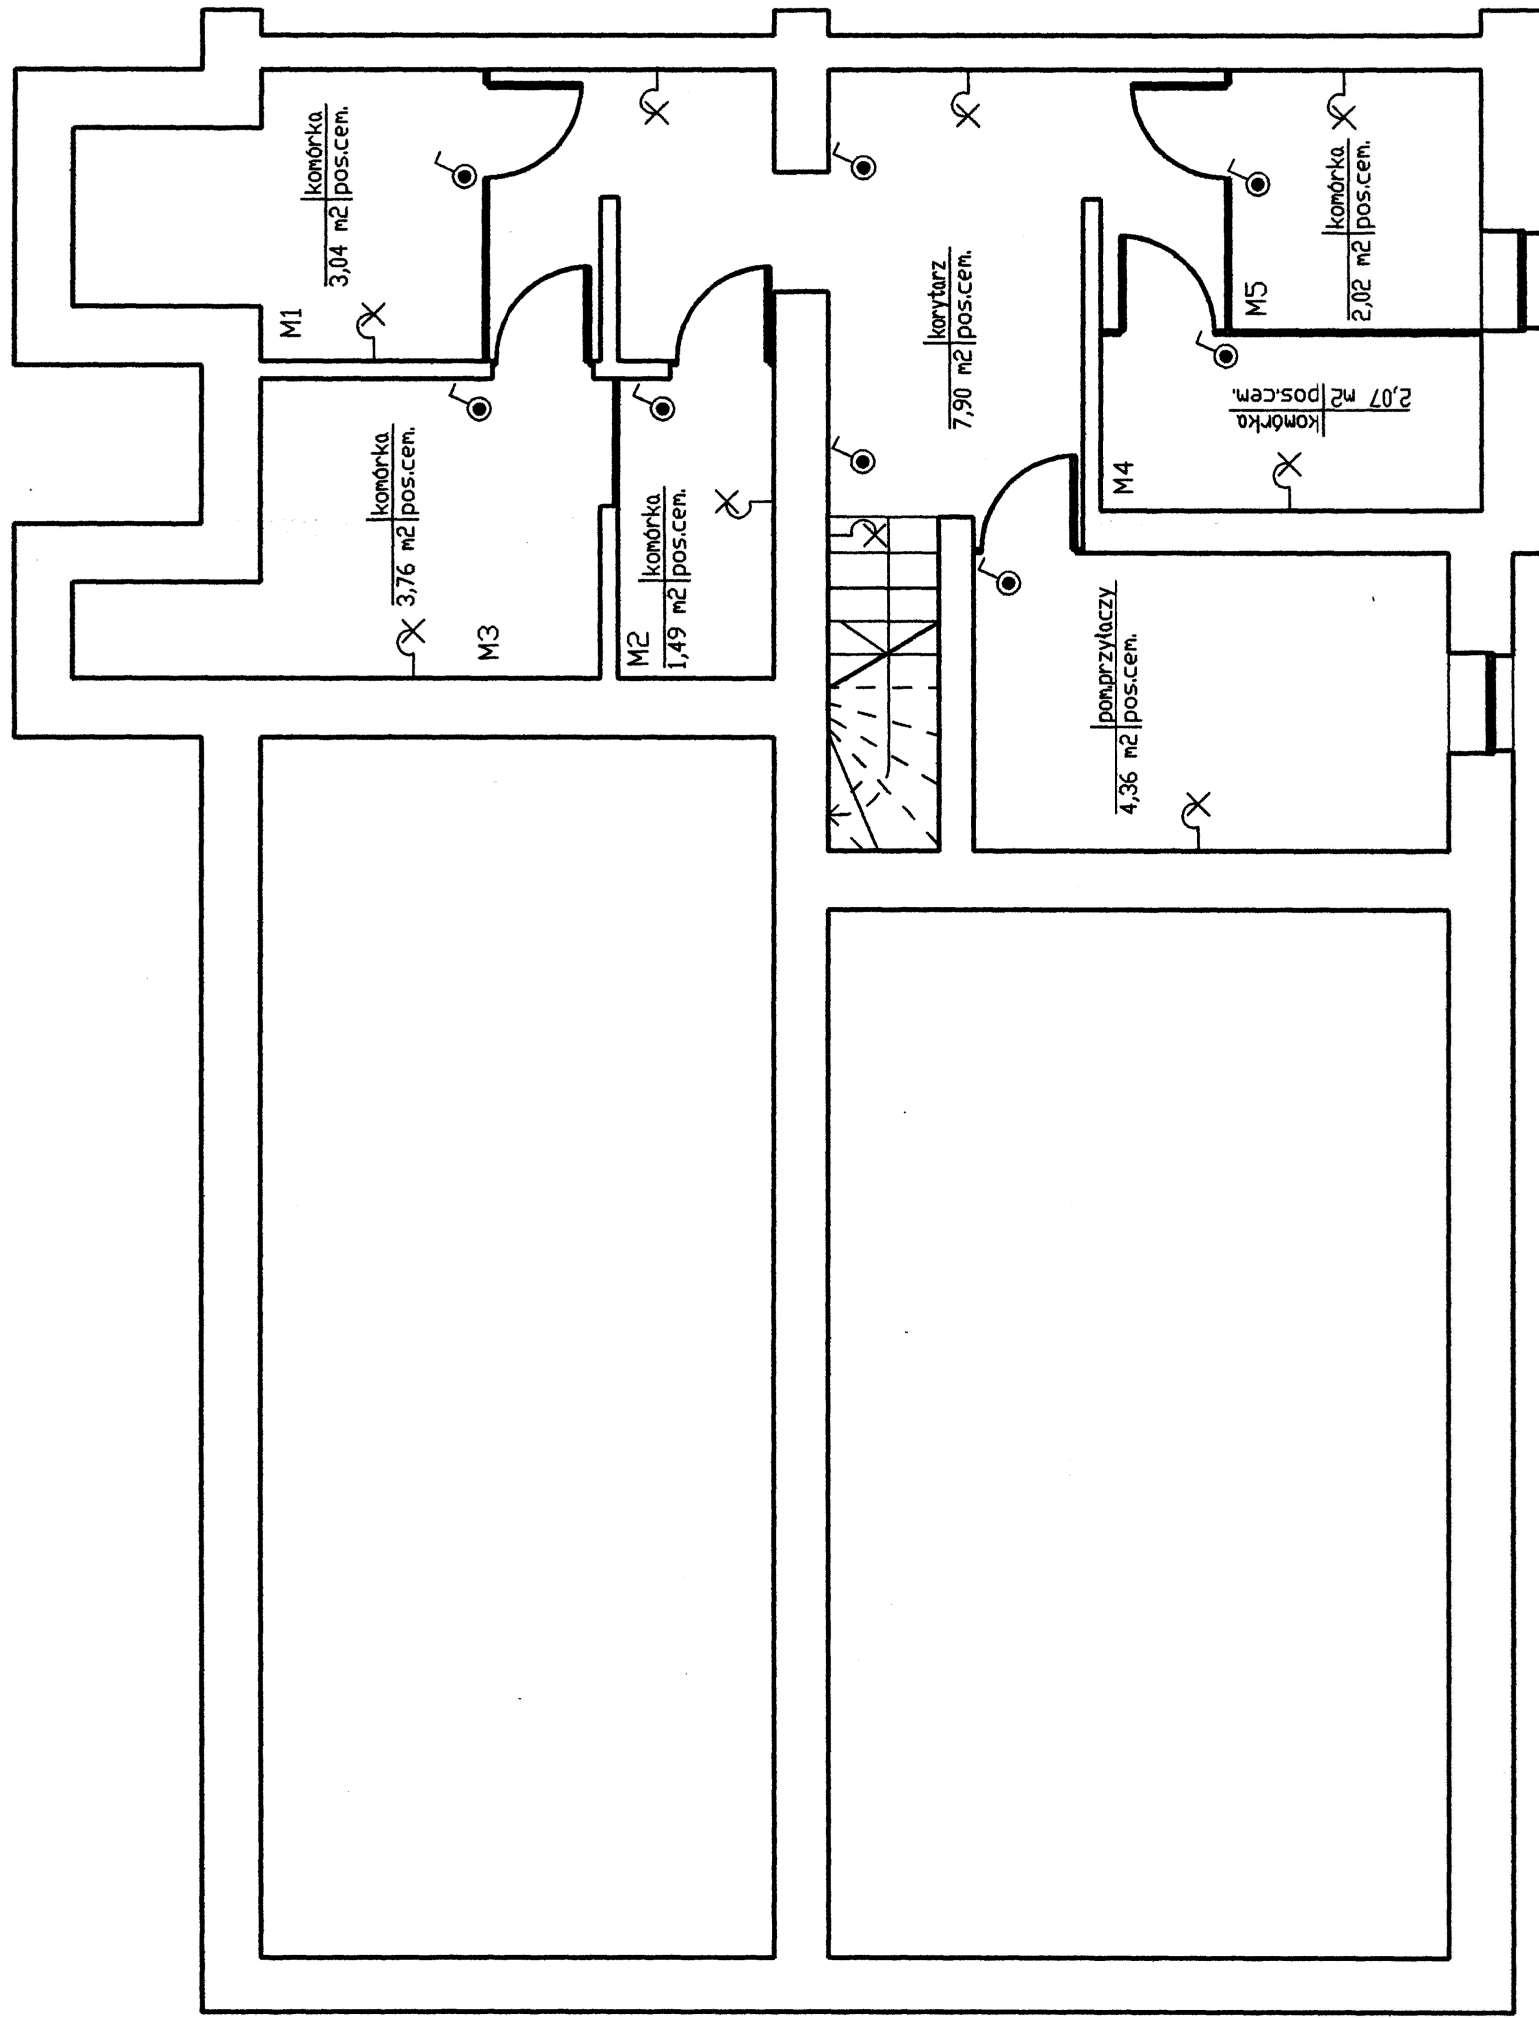 M1
komórka
3,04 m2 pos.cem.
M3
komórka
3,76 m2 pos.cem.
M2
komórka
1,49 m2 pos.cem.
korytarz
7,90 m2 pos.cem.
pom.przyłaczy
4,36 m2 pos.cem.
M4
komórka
2,07 m2 pos.cem.
M5
komórka
2,02 m2 pos.cem.